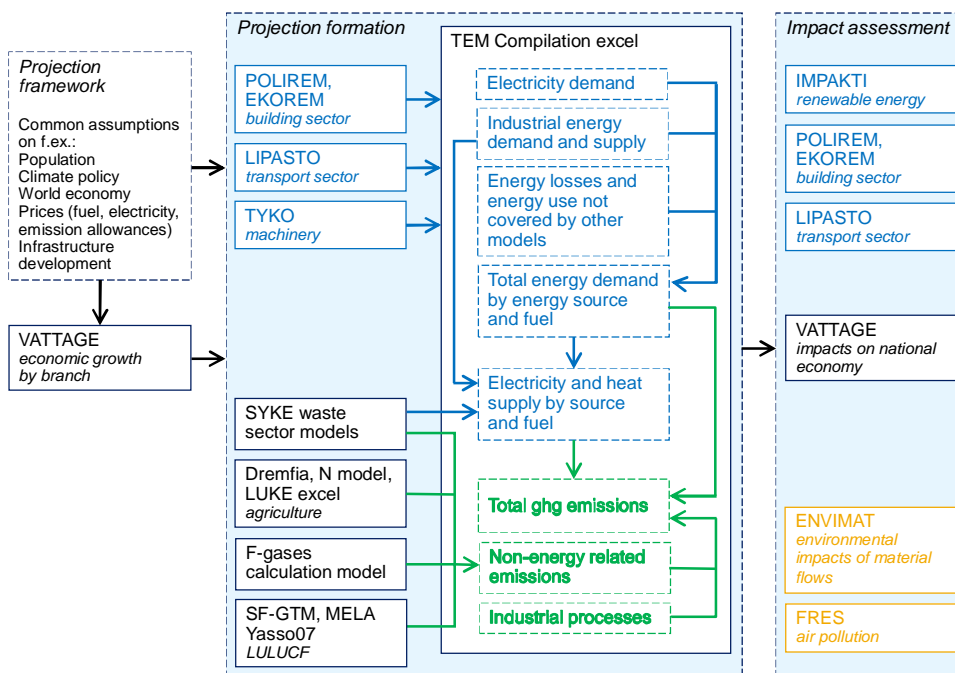 Projection framework
Common assumptions
on f.ex.:
Population
Climate policy
World economy
Prices (fuel, electricity,
emission allowances)
Infrastructure
development
VATTAGE
economic growth
by branch
Projection formation
POLIREM,
EKOREM
building sector
LIPASTO
transport sector
TYKO
machinery
SYKE waste
sector models
Dremfia, N model,
LUKE excel
agriculture
F-gases
calculation model
SF-GTM, MELA
Yasso07
LULUCF
TEM Compilation excel
Electricity demand
Industrial energy
demand and supply
Energy losses and
energy use not
covered by other
models
Total energy demand
by energy source
and fuel
Electricity and heat
supply by source
and fuel
Total ghg emissions
Non-energy related
emissions
Industrial processes
Impact assessment
IMPAKTI
renewable energy
POLIREM,
EKOREM
building sector
LIPASTO
transport sector
VATTAGE
impacts on national
economy
ENVIMAT
environmental
impacts of material
flows
FRES
air pollution